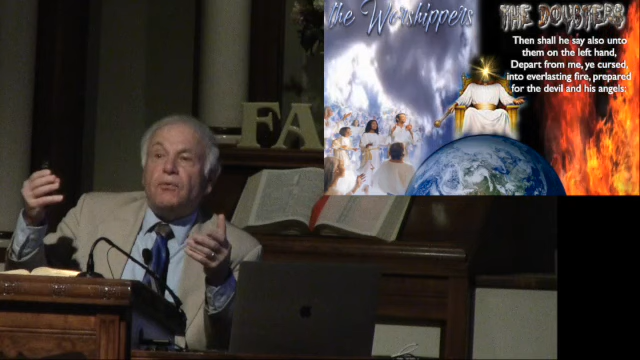 The Worshippers
THE DOUBTERS
Then shall he say also unto
them on the left hand,
Depart from me, ye cursed,
into everlasting fire, prepared
for the devil and his angels:
FA